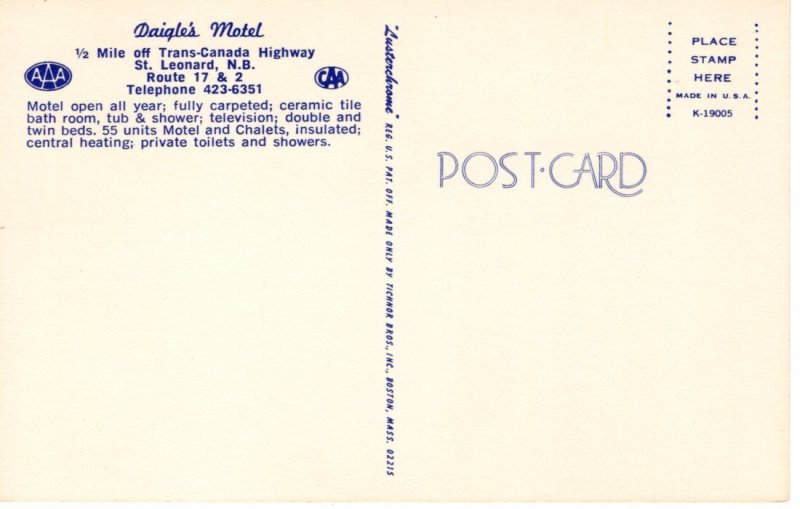 Daigle's Motel
½ Mile off Trans-Canada Highway
St. Leonard, N.B.
Route 17 & 2
Telephone 423-6351
AAA
CAA
Motel open all year; fully carpeted; ceramic tile
bath room, tub & shower; television; double and
twin beds. 55 units Motel and Chalets, insulated;
central heating; private toilets and showers.
"Lusterchrome" REG. U.S. PAT. OFF. MADE ONLY BY TICHNOR BROS., INC., BOSTON, MASS. 02215
POST·CARD
PLACE
STAMP
HERE
MADE IN U.S.A.
K-19005